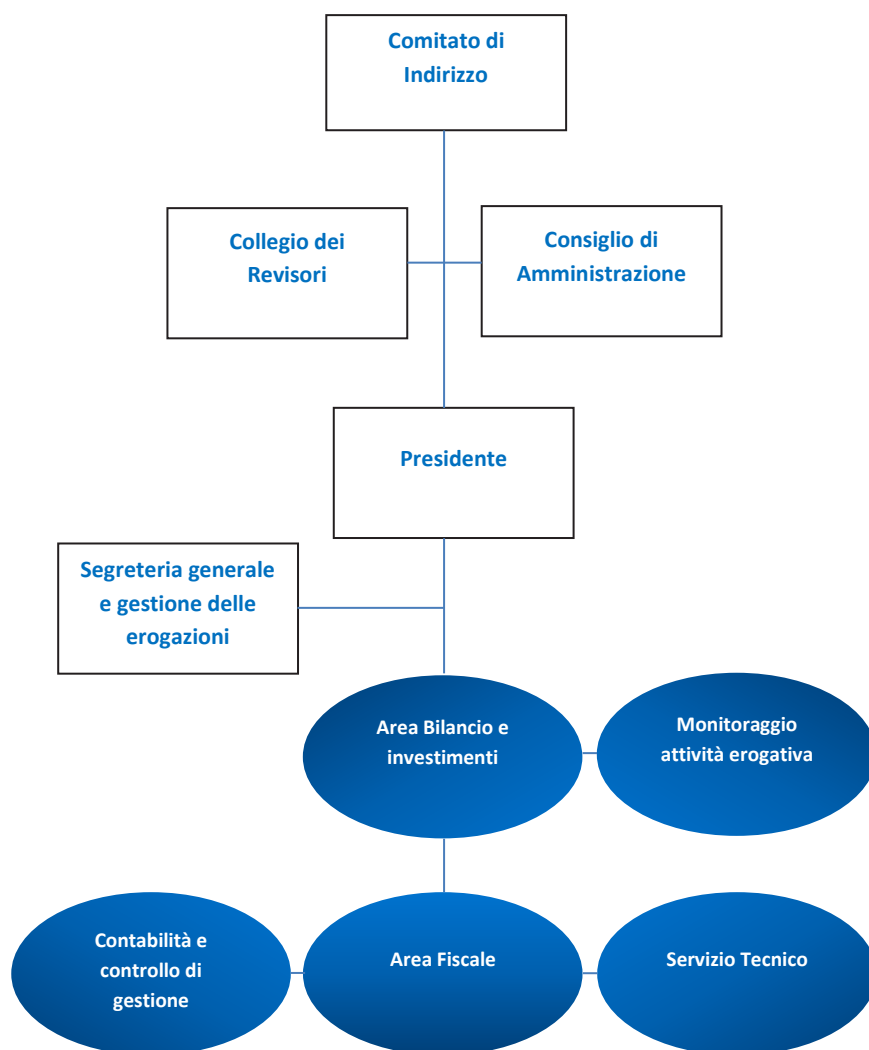 Comitato di
Indirizzo
Collegio dei
Revisori
Consiglio di
Amministrazione
Presidente
Segreteria generale
e gestione delle
erogazioni
Area Bilancio e
investimenti
Monitoraggio
attività erogativa
Contabilità e
controllo di
gestione
Area Fiscale
Servizio Tecnico